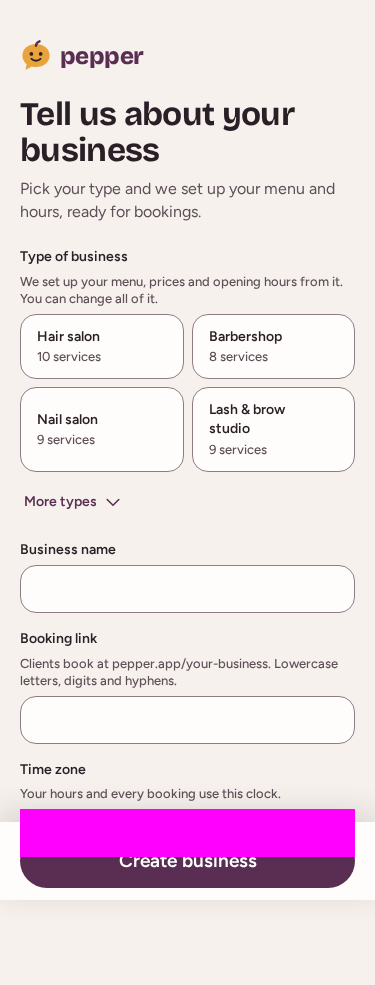 pepper
Tell us about your
business
Pick your type and we set up your menu and
hours, ready for bookings.
Type of business
We set up your menu, prices and opening hours from it.
You can change all of it.
Hair salon
10 services
Barbershop
8 services
Nail salon
9 services
Lash & brow
studio
9 services
More types
Business name
Booking link
Clients book at pepper.app/your-business. Lowercase
letters, digits and hyphens.
Time zone
Your hours and every booking use this clock.
Create business